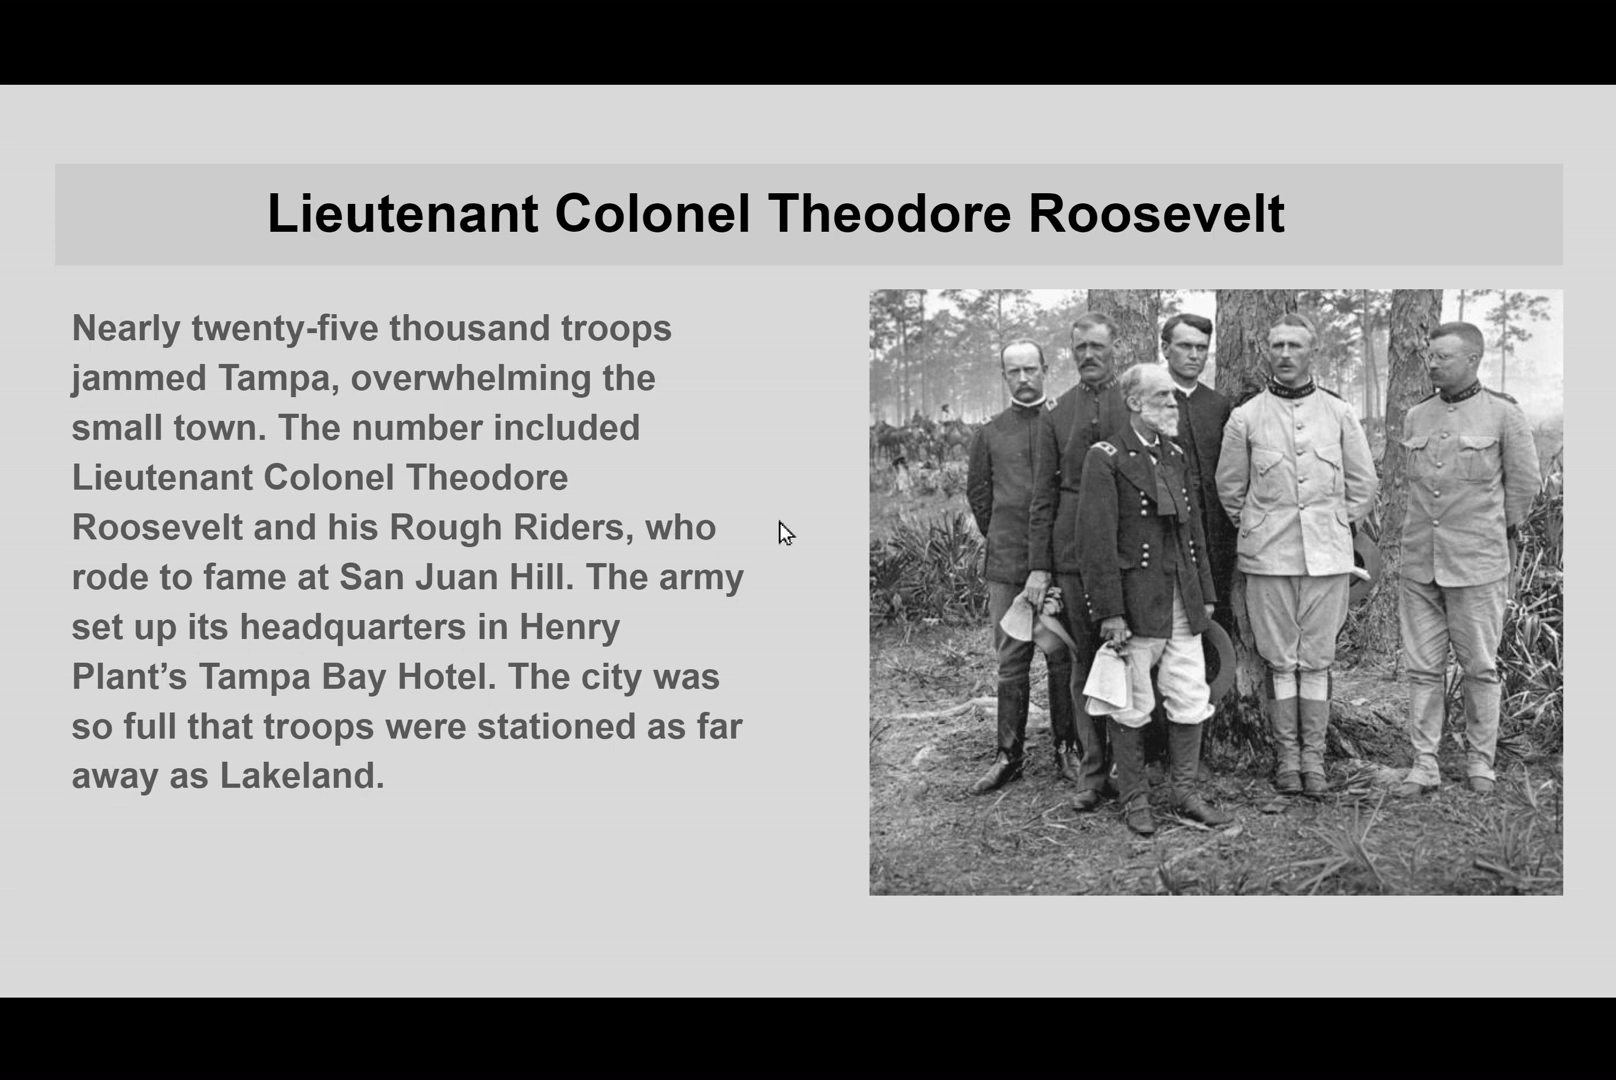 Lieutenant Colonel Theodore Roosevelt
Nearly twenty-five thousand troops
jammed Tampa, overwhelming the
small town. The number included
Lieutenant Colonel Theodore
Roosevelt and his Rough Riders, who
rode to fame at San Juan Hill. The army
set up its headquarters in Henry
Plant’s Tampa Bay Hotel. The city was
so full that troops were stationed as far
away as Lakeland.